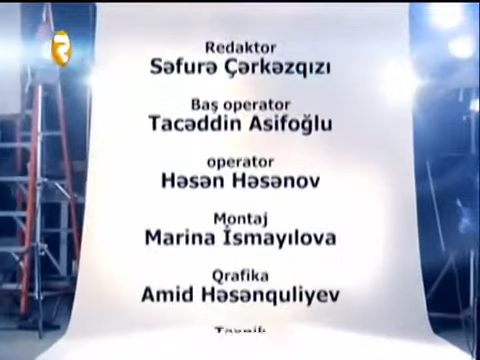 Redaktor
Səfurə Çərkəzqızı
Baş operator
Tacəddin Asifoğlu
operator
Həsən Həsənov
Montaj
Marina İsmayılova
Qrafika
Amid Həsənquliyev